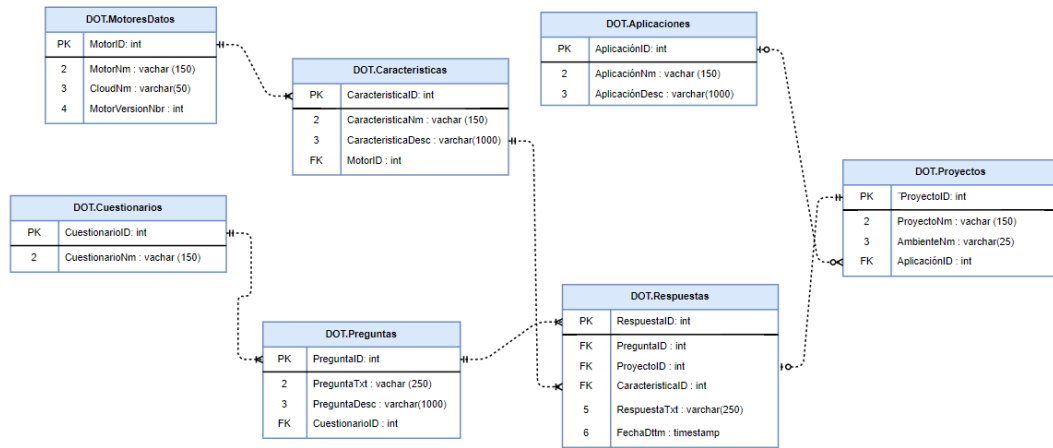 DOT.MotoresDatos
PK MotorID: int
2 MotorNm : vachar (150)
3 CloudNm : varchar(50)
4 MotorVersionNbr : int
DOT.Caracteristicas
PK CaracteristicaID: int
2 CaracteristicaNm : vachar (150)
3 CaracteristicaDesc : varchar(1000)
FK MotorID : int
DOT.Aplicaciones
PK AplicaciónID: int
2 AplicaciónNm : vachar (150)
3 AplicaciónDesc : varchar(1000)
DOT.Proyectos
PK ¨ProyectoID: int
2 ProyectoNm : vachar (150)
3 AmbienteNm : varchar(25)
FK AplicaciónID : int
DOT.Cuestionarios
PK CuestionarioID: int
2 CuestionarioNm : vachar (150)
DOT.Preguntas
PK PreguntaID: int
2 PreguntaTxt : vachar (250)
3 PreguntaDesc : varchar(1000)
FK CuestionarioID : int
DOT.Respuestas
PK RespuestaID: int
FK PreguntaID : int
FK ProyectoID : int
FK CaracteristicaID : int
5 RespuestaTxt : varchar(250)
6 FechaDttm : timestamp